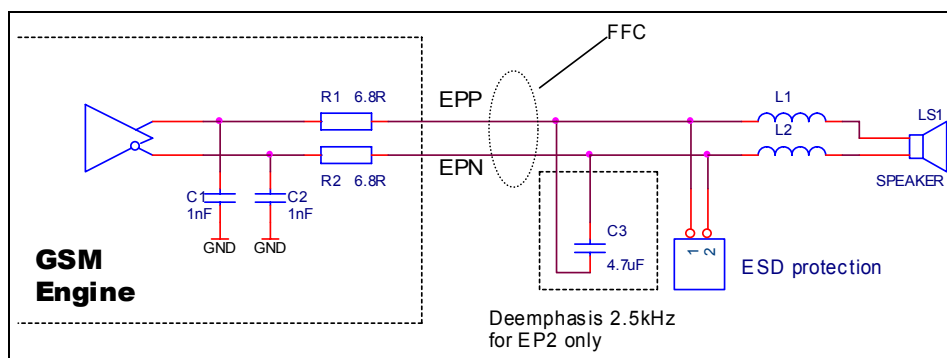 FFC
R1 6.8R
EPP
L1
L2
LS1
R2 6.8R
EPN
SPEAKER
C1
1nF
C2
1nF
GND
GND
C3
4.7uF
1
2
ESD protection
GSM
Engine
Deemphasis 2.5kHz
for EP2 only